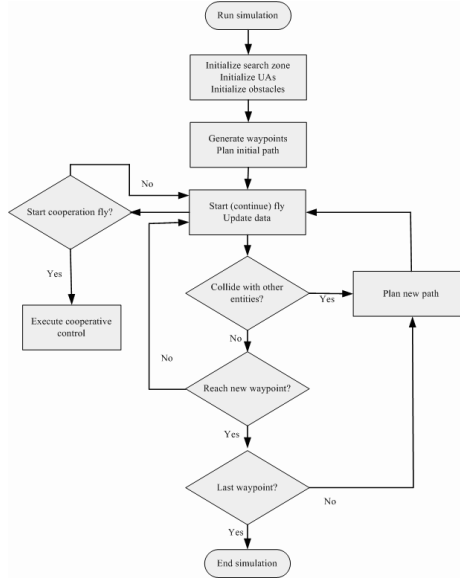 Run simulation
Initialize search zone
Initialize UAs
Initialize obstacles
Generate waypoints
Plan initial path
No
Start cooperation fly?
Start (continue) fly
Update data
Yes
Collide with other
entities?
Yes
Plan new path
Execute cooperative
control
No
No
Reach new waypoint?
Yes
Last waypoint?
No
Yes
End simulation